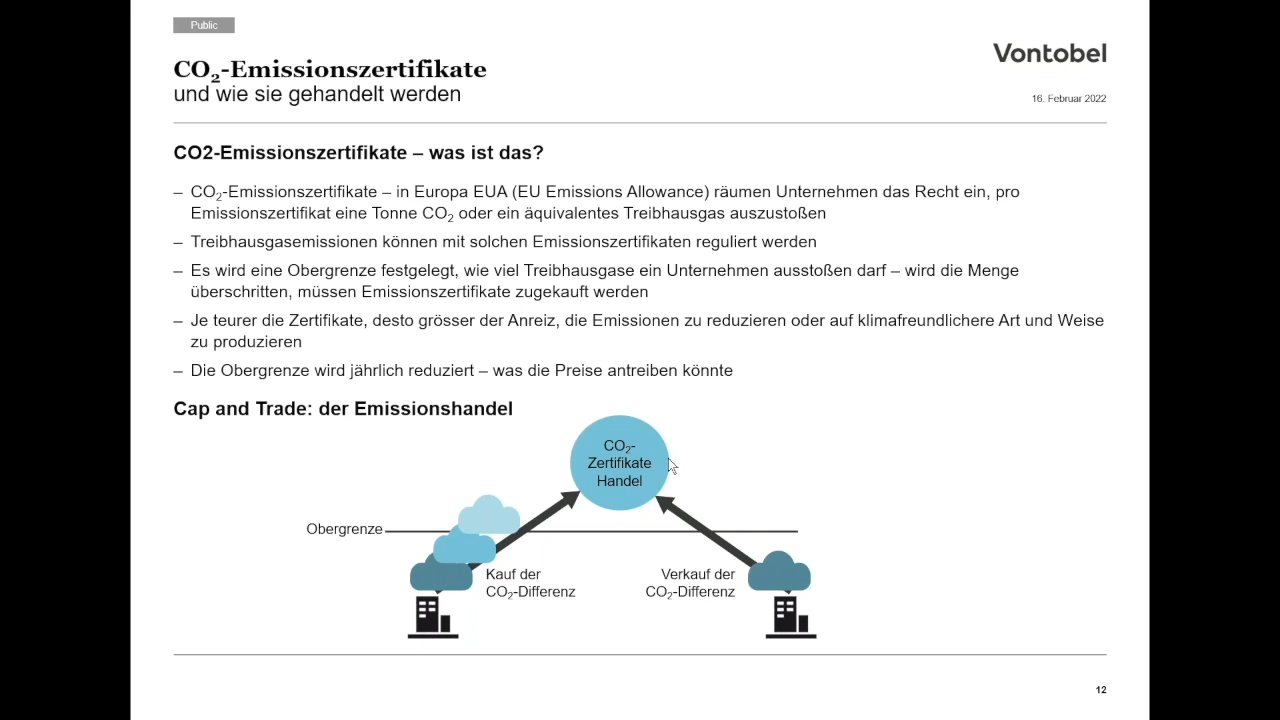 Public
Vontobel
CO₂-Emissionszertifikate
und wie sie gehandelt werden
16. Februar 2022
CO2-Emissionszertifikate – was ist das?
– CO₂-Emissionszertifikate – in Europa EUA (EU Emissions Allowance) räumen Unternehmen das Recht ein, pro
Emissionszertifikat eine Tonne CO₂ oder ein äquivalentes Treibhausgas auszustoßen
– Treibhausgasemissionen können mit solchen Emissionszertifikaten reguliert werden
– Es wird eine Obergrenze festgelegt, wie viel Treibhausgase ein Unternehmen ausstoßen darf – wird die Menge
überschritten, müssen Emissionszertifikate zugekauft werden
– Je teurer die Zertifikate, desto grösser der Anreiz, die Emissionen zu reduzieren oder auf klimafreundlichere Art und Weise
zu produzieren
– Die Obergrenze wird jährlich reduziert – was die Preise antreiben könnte
Cap and Trade: der Emissionshandel
CO₂-
Zertifikate
Handel
Obergrenze
Kauf der
CO₂-Differenz
Verkauf der
CO₂-Differenz
12